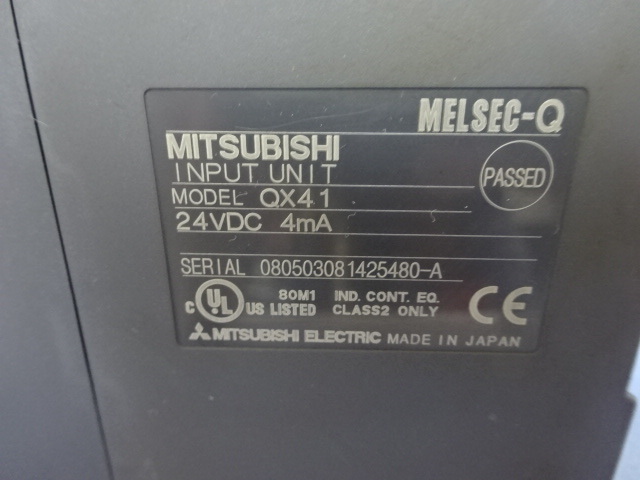 MELSEC-Q
MITSUBISHI
INPUT UNIT
PASSED
MODEL QX41
24VDC 4mA
SERIAL 080503081425480-A
C UL US LISTED 80M1 IND. CONT. EQ.
CLASS2 ONLY
CE
MITSUBISHI ELECTRIC MADE IN JAPAN